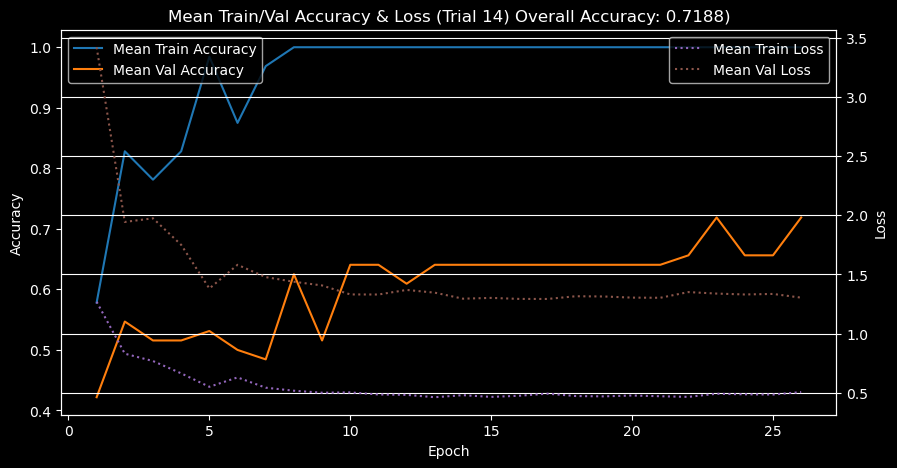 Mean Train/Val Accuracy & Loss (Trial 14) Overall Accuracy: 0.7188)
Mean Train Accuracy
Mean Val Accuracy
Mean Train Loss
Mean Val Loss
Accuracy
1.0
0.9
0.8
0.7
0.6
0.5
0.4
3.5
3.0
2.5
2.0
1.5
1.0
0.5
Loss
0
5
10
15
20
25
Epoch